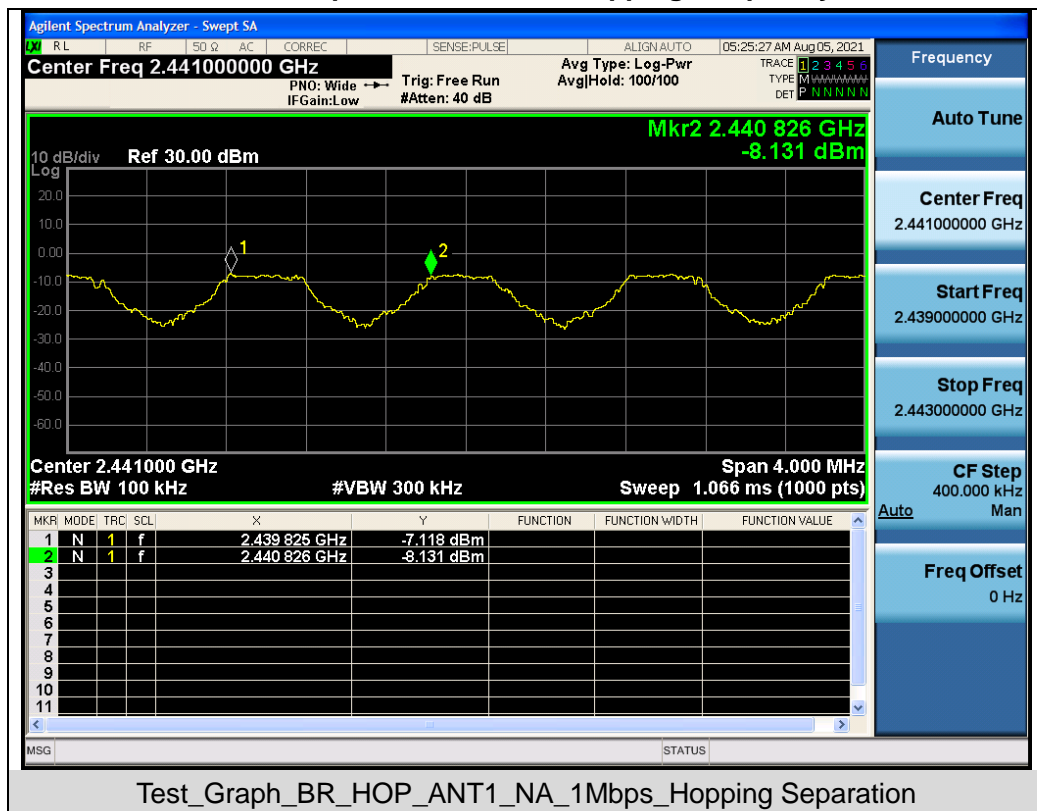 Agilent Spectrum Analyzer - Swept SA
LXI RL RF 50 Ω AC CORREC SENSE:PULSE ALIGN AUTO 05:25:27 AM Aug 05, 2021
Center Freq 2.441000000 GHz
PNO: Wide
IFGain:Low
Trig: Free Run
#Atten: 40 dB
Avg Type: Log-Pwr
Avg|Hold: 100/100
TRACE 1 2 3 4 5 6
TYPE M WWWWW
DET P N N N N N
Mkr2 2.440 826 GHz
-8.131 dBm
10 dB/div Ref 30.00 dBm
Log
20.0
10.0
0.00
-10.0
-20.0
-30.0
-40.0
-50.0
-60.0
1
2
Center 2.441000 GHz Span 4.000 MHz
#Res BW 100 kHz #VBW 300 kHz Sweep 1.066 ms (1000 pts)
MKR MODE TRC SCL X Y FUNCTION FUNCTION WIDTH FUNCTION VALUE
1 N 1 f 2.439 825 GHz -7.118 dBm
2 N 1 f 2.440 826 GHz -8.131 dBm
3
4
5
6
7
8
9
10
11
MSG STATUS
Frequency
Auto Tune
Center Freq
2.441000000 GHz
Start Freq
2.439000000 GHz
Stop Freq
2.443000000 GHz
CF Step
400.000 kHz
Auto Man
Freq Offset
0 Hz
Test_Graph_BR_HOP_ANT1_NA_1Mbps_Hopping Separation